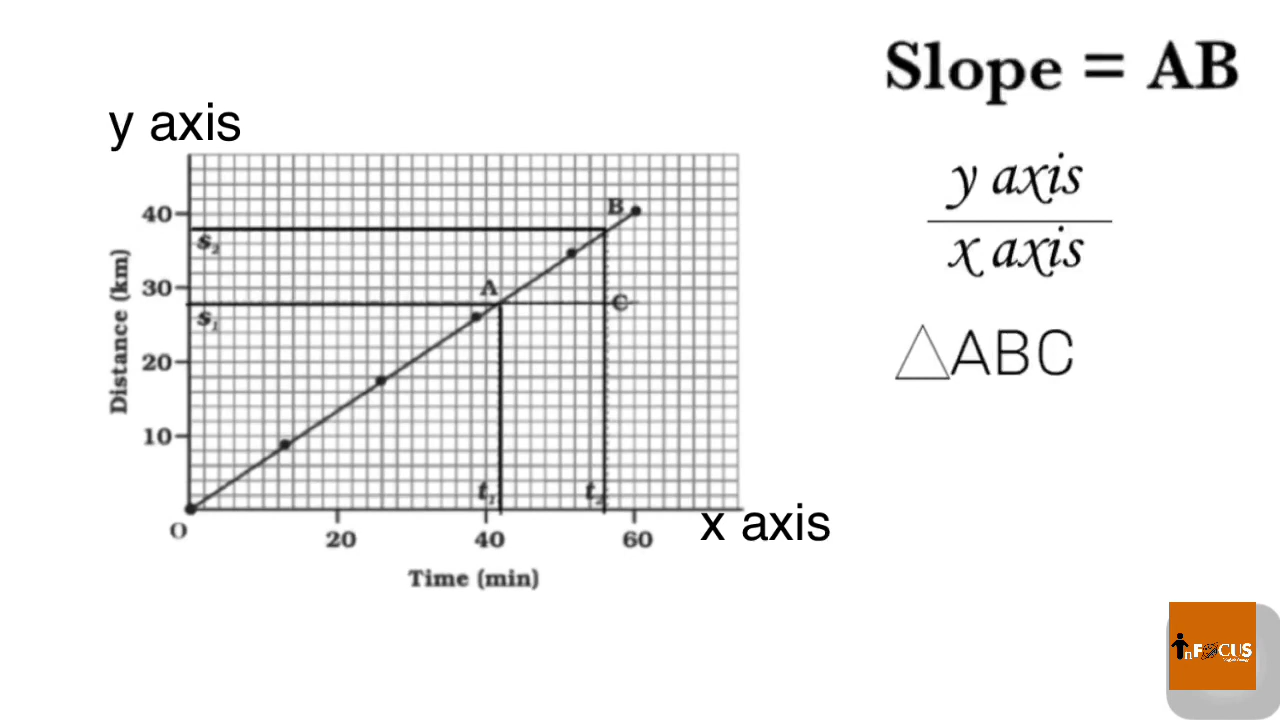 Slope = AB
y axis
y axis
x axis
△ABC
40
30
20
10
s₂
s₁
B
A
C
t₁
t₂
O
20
40
60
x axis
Distance (km)
Time (min)
inFOCUS